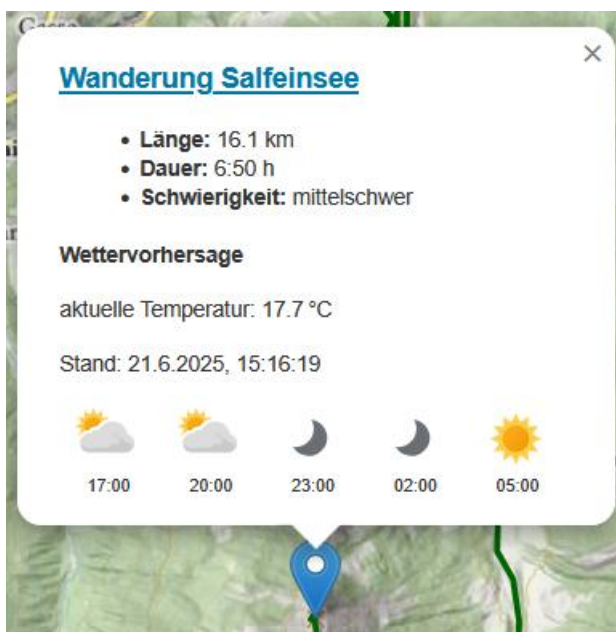 Wanderung Salfeinsee
×
• Länge: 16.1 km
• Dauer: 6:50 h
• Schwierigkeit: mittelschwer
Wettervorhersage
aktuelle Temperatur: 17.7 °C
Stand: 21.6.2025, 15:16:19
17:00 20:00 23:00 02:00 05:00